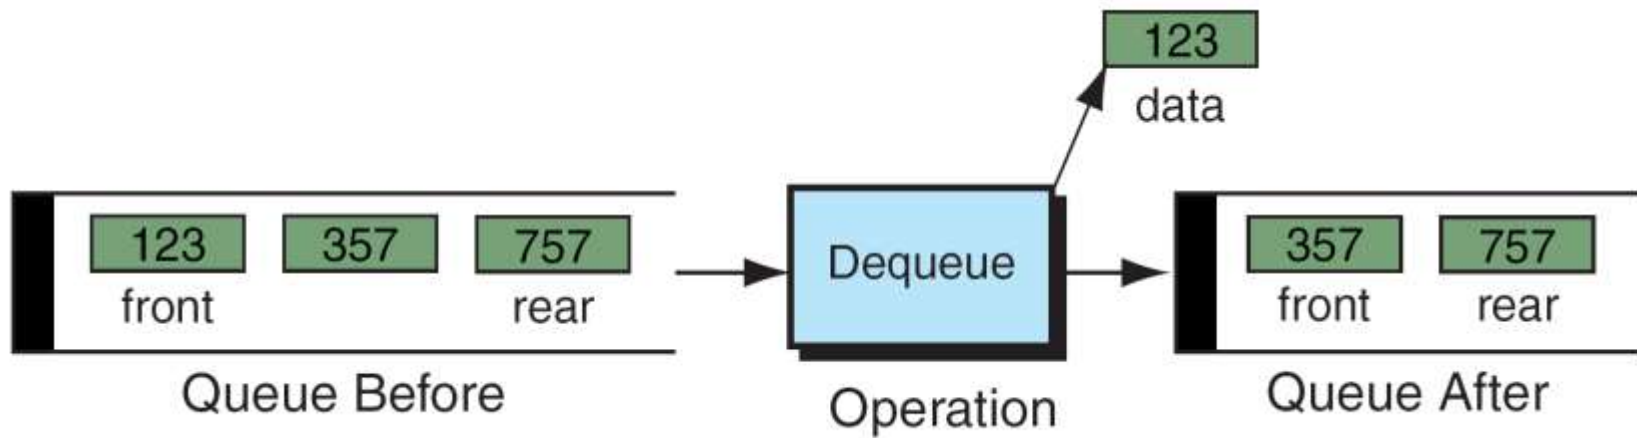 123
data
123 357 757
front rear
Queue Before
Dequeue
Operation
357 757
front rear
Queue After